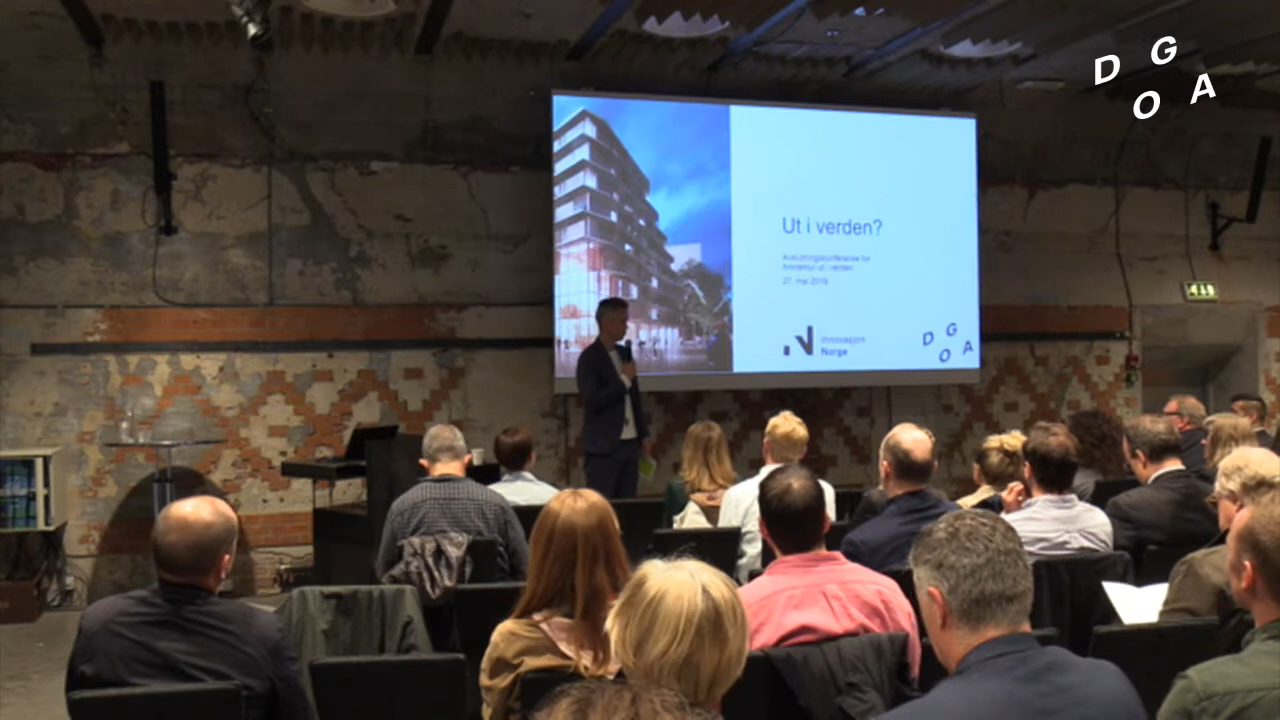 D G
O A
Ut i verden?
Avslutningskonferanse for
Arkitektur ut i verden
27. mai 2019
Innovasjon
Norge
D G
O A